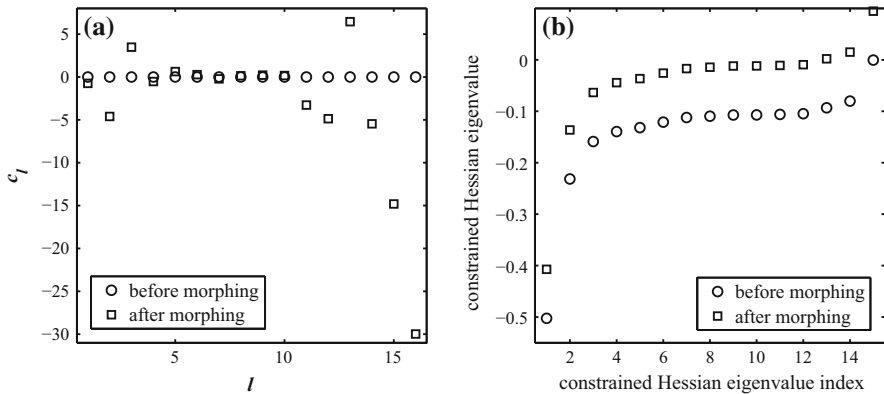 (a)
5
0
−5
−10
−15
−20
−25
−30
c_l
before morphing
after morphing
5 10 15
l
(b)
0
−0.1
−0.2
−0.3
−0.4
−0.5
constrained Hessian eigenvalue
before morphing
after morphing
2 4 6 8 10 12 14
constrained Hessian eigenvalue index